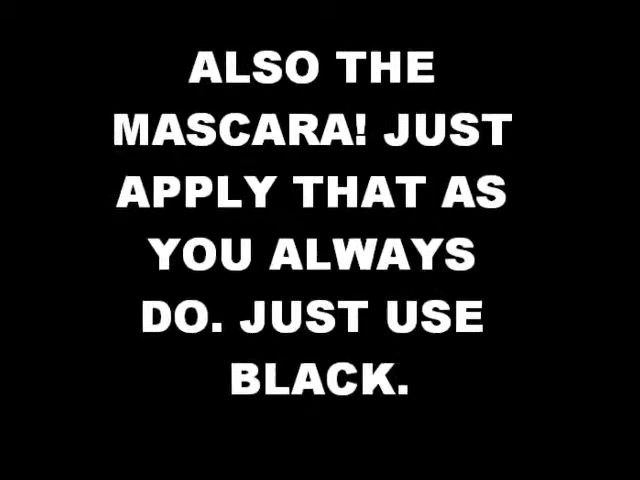 ALSO THE
MASCARA! JUST
APPLY THAT AS
YOU ALWAYS
DO. JUST USE
BLACK.